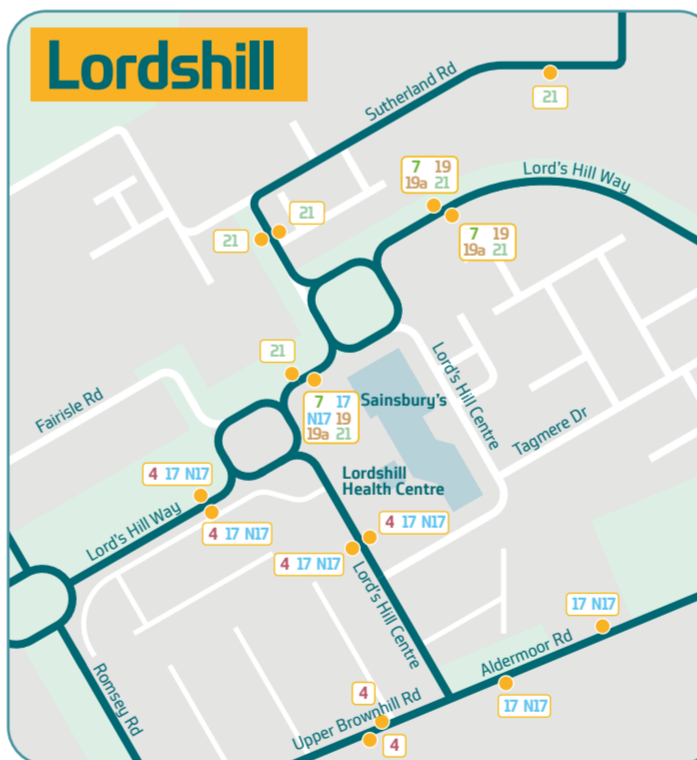 Lordshill
Sutherland Rd
21
7 19
19a 21
Lord's Hill Way
21
21
7 19
19a 21
21
7 17
N17 19
19a 21
Sainsbury's
Lord's Hill Centre
Fairisle Rd
Tagmere Dr
4 17 N17
Lordshill
Health Centre
4 17 N17
Lord's Hill Way
4 17 N17
4 17 N17
Lord's Hill Centre
17 N17
Aldermoor Rd
Romsey Rd
4
17 N17
Upper Brownhill Rd
4